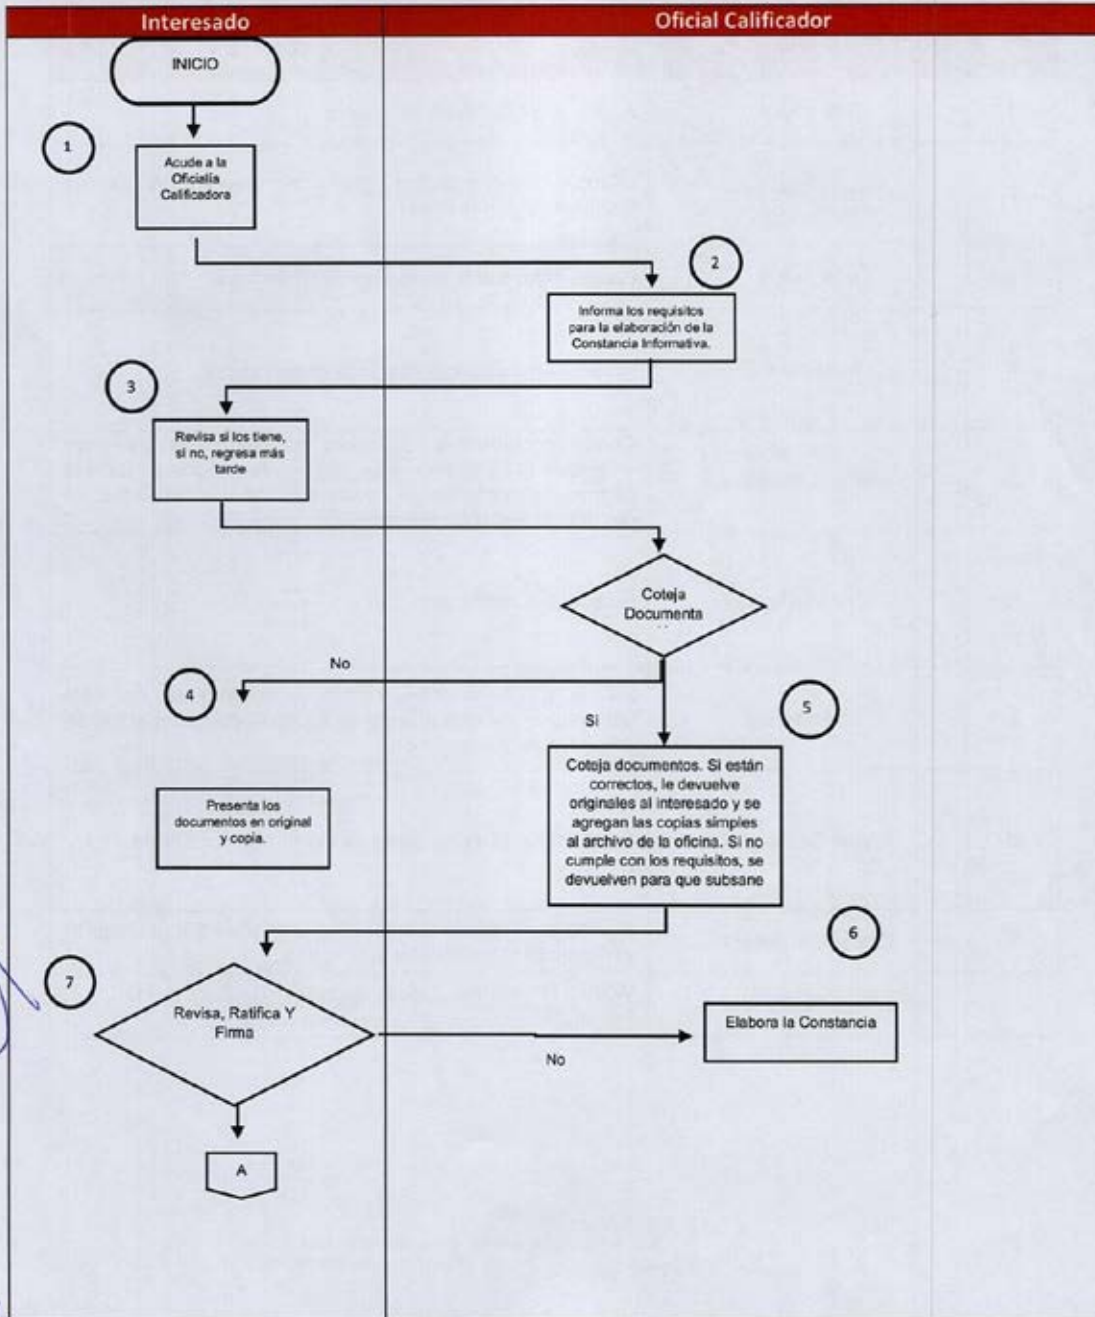 Interesado
Oficial Calificador
INICIO
1
Acude a la
Oficialía
Calificadora
2
Informa los requisitos
para la elaboración de la
Constancia Informativa.
3
Revisa si los tiene,
si no, regresa más
tarde
Coteja
Documenta
No
4
Si
5
Coteja documentos. Si están
correctos, le devuelve
originales al interesado y se
agregan las copias simples
al archivo de la oficina. Si no
cumple con los requisitos, se
devuelven para que subsane
Presenta los
documentos en original
y copia.
6
7
Revisa, Ratifica Y
Firma
Elabora la Constancia
No
A